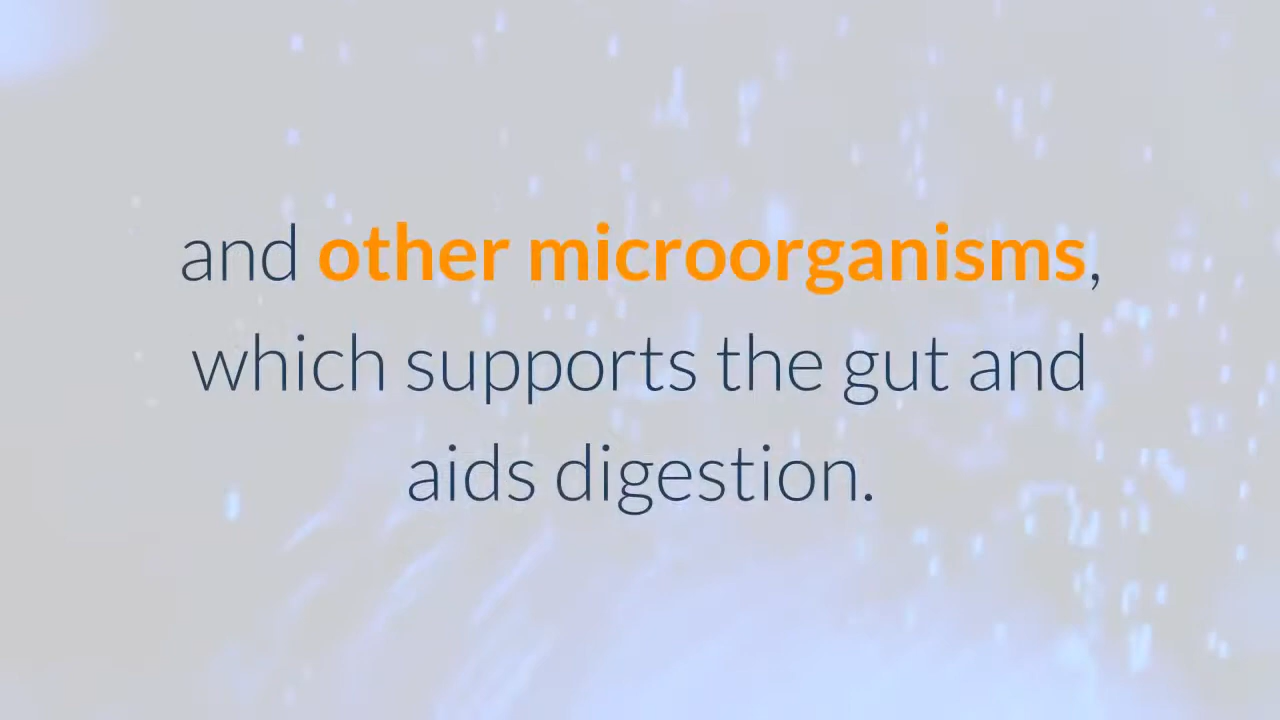 and other microorganisms,
which supports the gut and
aids digestion.